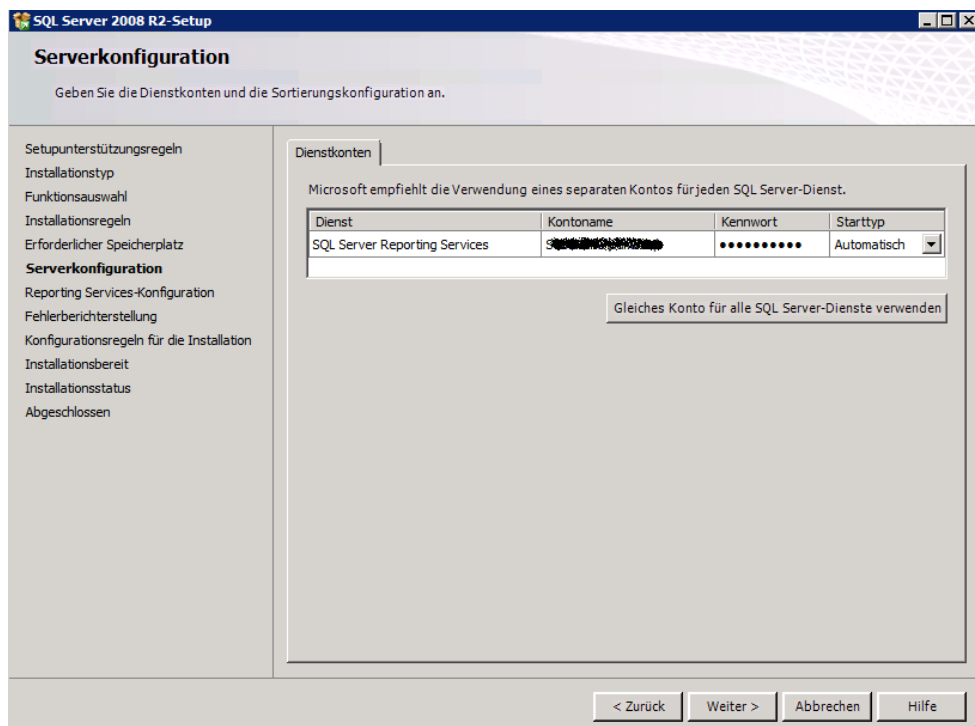 SQL Server 2008 R2-Setup
Serverkonfiguration
Geben Sie die Dienstkonten und die Sortierungskonfiguration an.
Setupunterstützungsregeln
Installationstyp
Funktionsauswahl
Installationsregeln
Erforderlicher Speicherplatz
Serverkonfiguration
Reporting Services-Konfiguration
Fehlerberichterstellung
Konfigurationsregeln für die Installation
Installationsbereit
Installationsstatus
Abgeschlossen
Dienstkonten
Microsoft empfiehlt die Verwendung eines separaten Kontos für jeden SQL Server-Dienst.
Dienst Kontoname Kennwort Starttyp
SQL Server Reporting Services ●●●●●●●●●● Automatisch
Gleiches Konto für alle SQL Server-Dienste verwenden
< Zurück Weiter > Abbrechen Hilfe